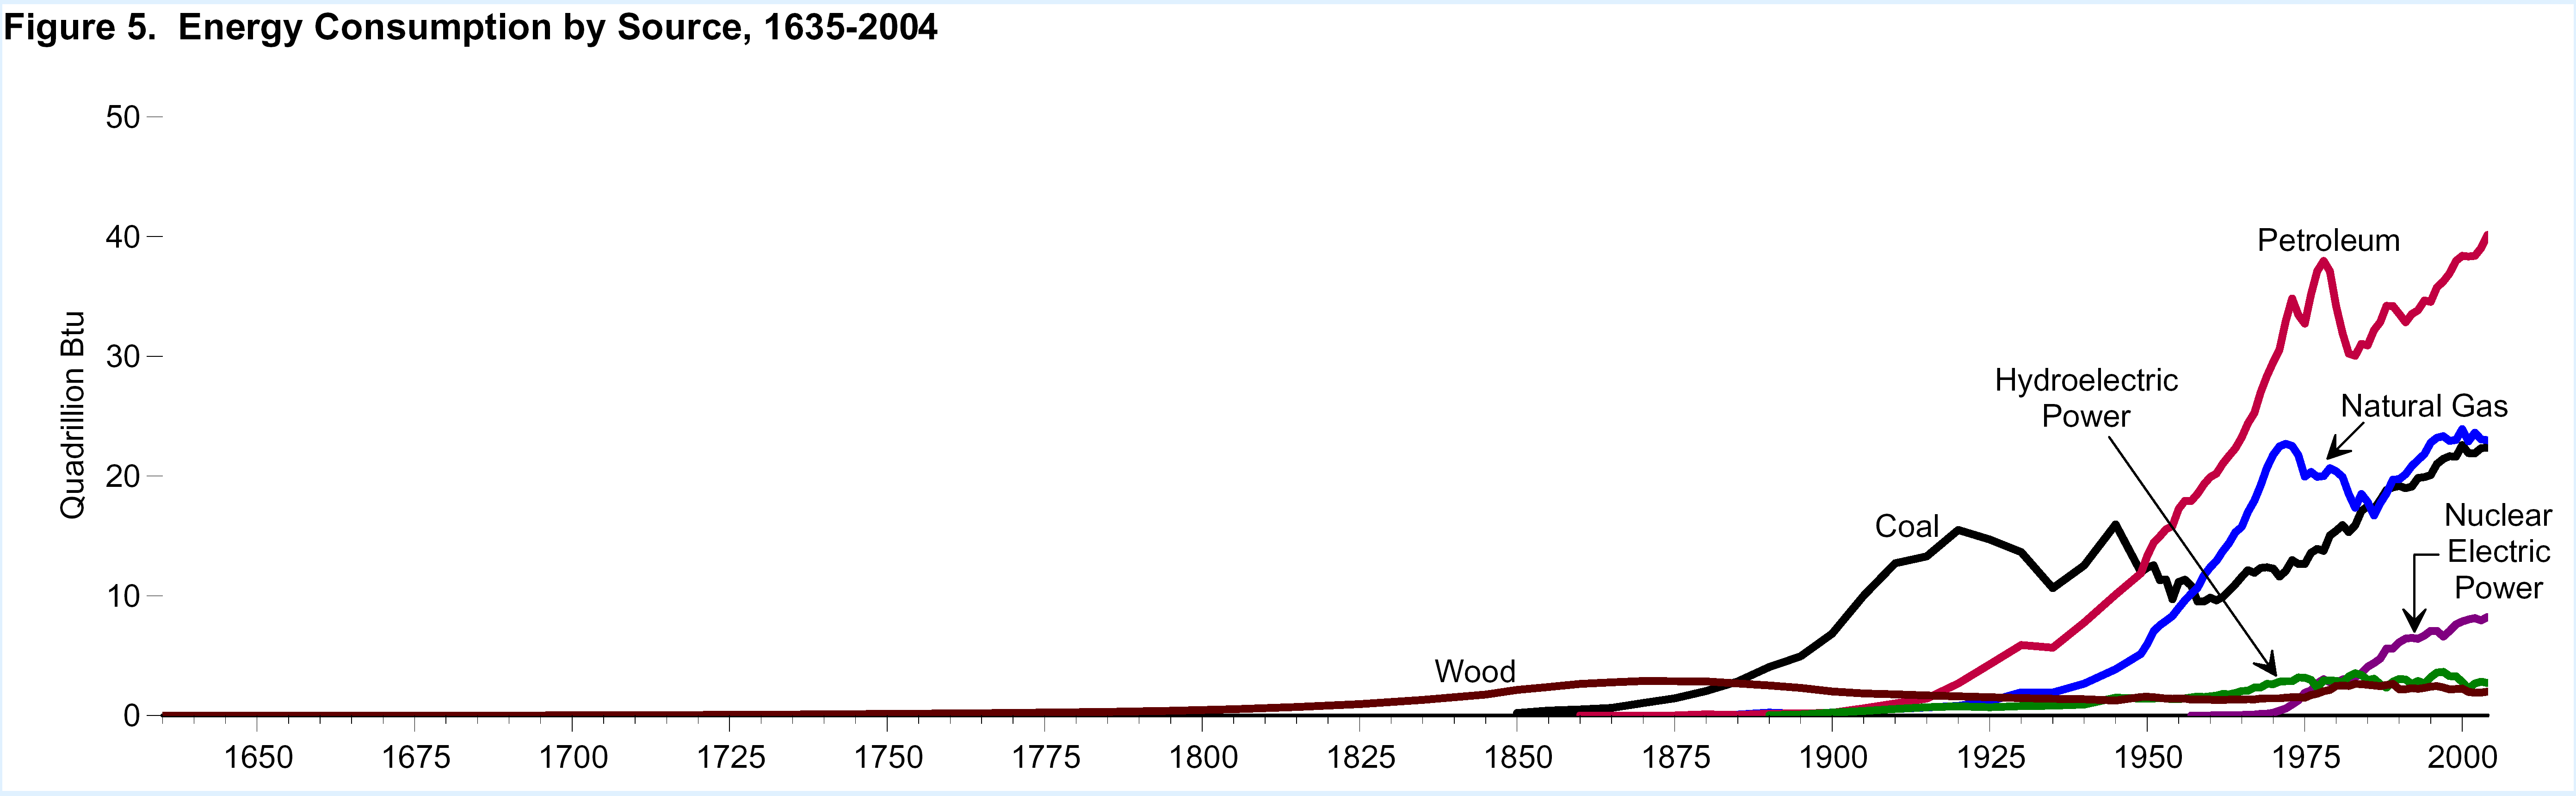 Figure 5.  Energy Consumption by Source, 1635-2004
50
40
30
20
10
0
Quadrillion Btu
Petroleum
Hydroelectric
Power
Natural Gas
Coal
Nuclear
Electric
Power
Wood
1650 1675 1700 1725 1750 1775 1800 1825 1850 1875 1900 1925 1950 1975 2000